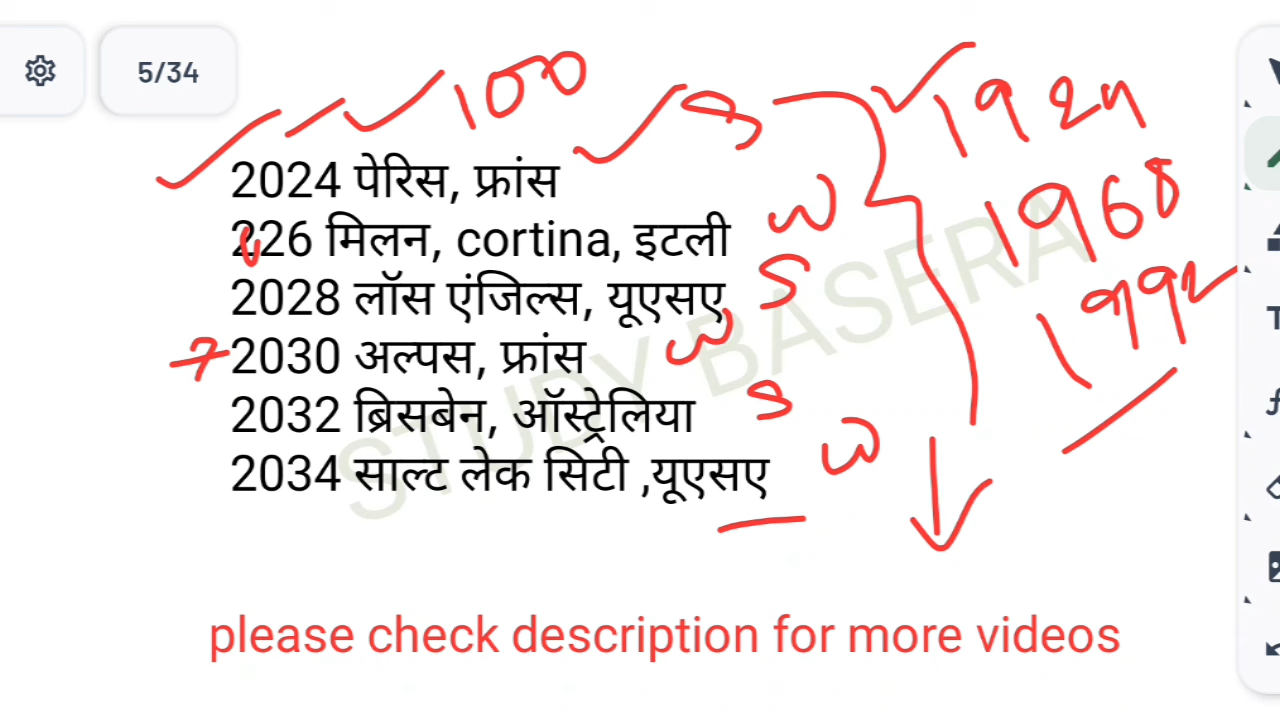 5/34
100
2024 पेरिस, फ्रांस S 1924
226 मिलन, cortina, इटली W 1968
2028 लॉस एंजिल्स, यूएसए S 1992
2030 अल्पस, फ्रांस W
2032 ब्रिसबेन, ऑस्ट्रेलिया S
2034 साल्ट लेक सिटी ,यूएसए W
STUDY BASERA
please check description for more videos